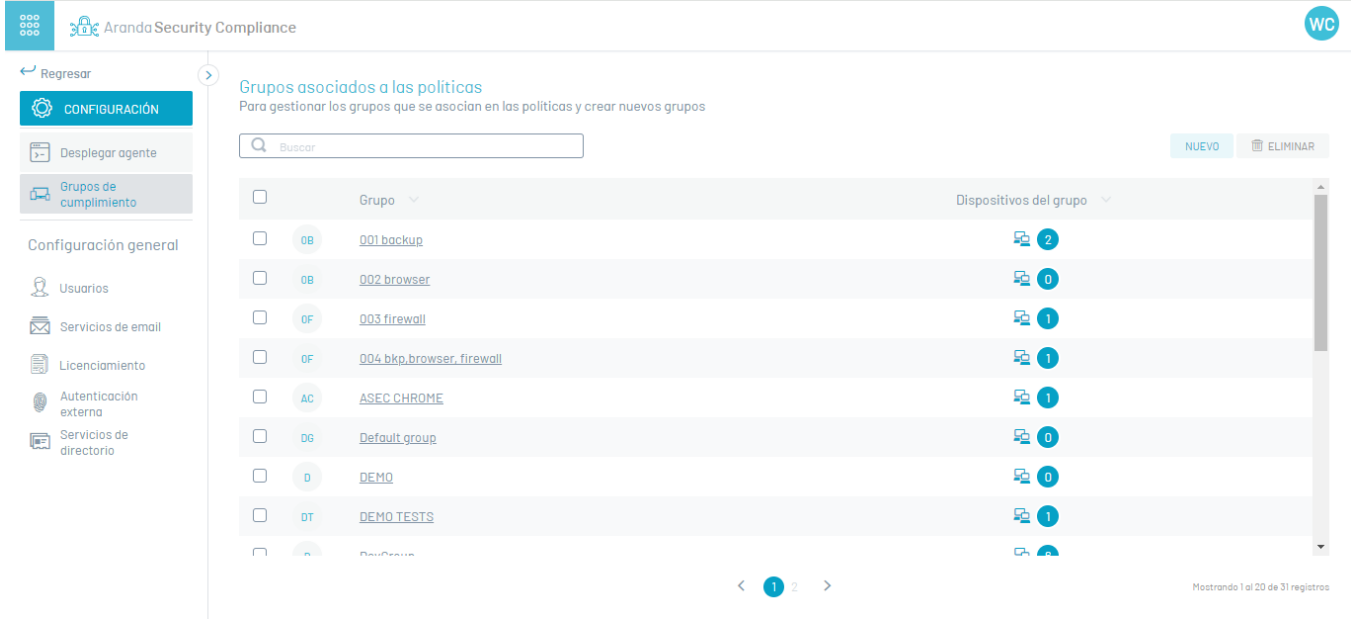 Aranda Security Compliance
WC
Regresar
CONFIGURACIÓN
Desplegar agente
Grupos de
cumplimiento
Configuración general
Usuarios
Servicios de email
Licenciamiento
Autenticación
externa
Servicios de
directorio
Grupos asociados a las políticas
Para gestionar los grupos que se asocian en las políticas y crear nuevos grupos
Buscar
NUEVO ELIMINAR
Grupo Dispositivos del grupo
0B 001 backup 2
0B 002 browser 0
0F 003 firewall 1
0F 004 bkp,browser, firewall 1
AC ASEC CHROME 1
DG Default group 0
D DEMO 0
DT DEMO TESTS 1
1 2
Mostrando 1 al 20 de 31 registros